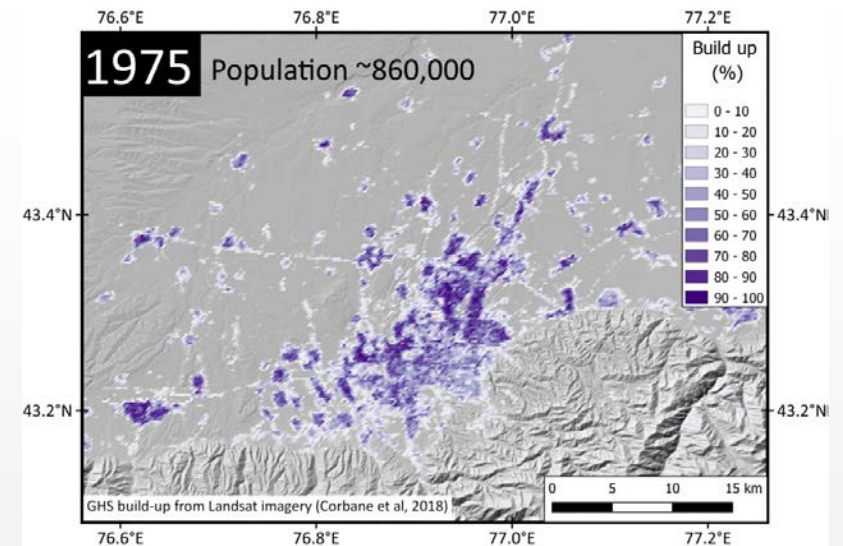 76.6°E 76.8°E 77.0°E 77.2°E
1975 Population ~860,000
Build up
(%)
0 - 10
10 - 20
20 - 30
30 - 40
40 - 50
50 - 60
60 - 70
70 - 80
80 - 90
90 - 100
43.4°N 43.4°N
43.2°N 43.2°N
0 5 10 15 km
GHS build-up from Landsat imagery (Corbane et al, 2018)
76.6°E 76.8°E 77.0°E 77.2°E